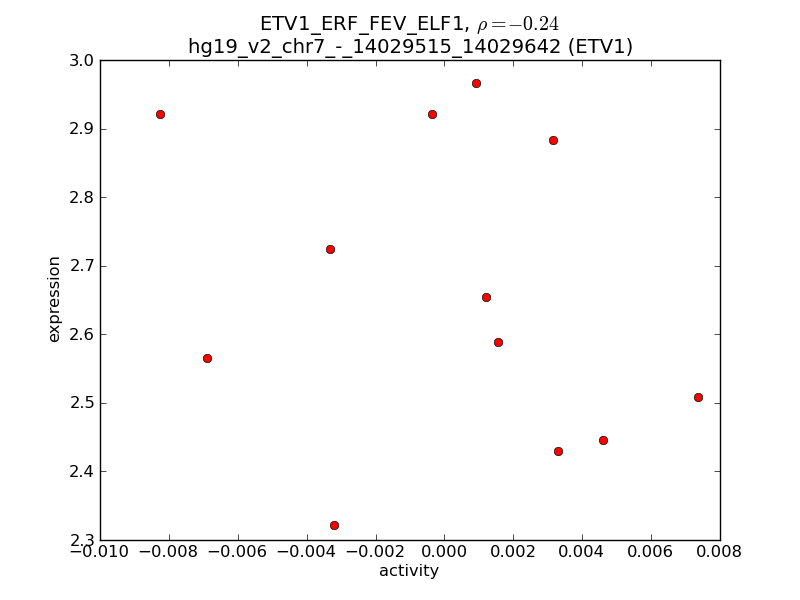 ETV1_ERF_FEV_ELF1, ρ = −0.24
hg19_v2_chr7_-_14029515_14029642 (ETV1)
3.0
2.9
2.8
2.7
2.6
2.5
2.4
2.3
expression
−0.010 −0.008 −0.006 −0.004 −0.002 0.000 0.002 0.004 0.006 0.008
activity